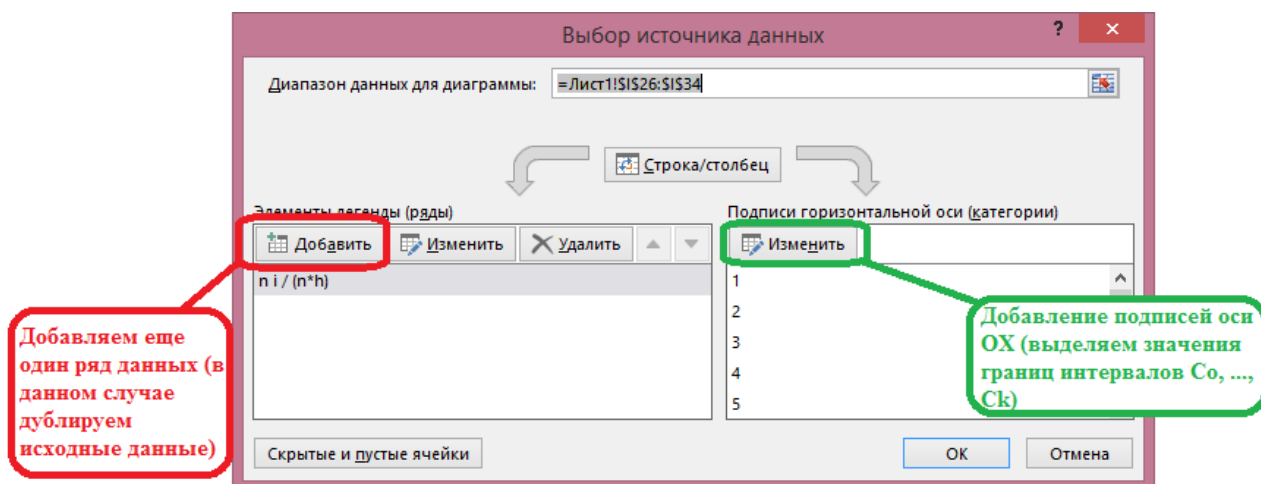 Выбор источника данных
?
×
Диапазон данных для диаграммы:
=Лист1!$I$26:$I$34
Строка/столбец
Элементы легенды (ряды)
Добавить
Изменить
Удалить
n i / (n*h)
Подписи горизонтальной оси (категории)
Изменить
1
2
3
4
5
Скрытые и пустые ячейки
ОК
Отмена
Добавляем еще
один ряд данных (в
данном случае
дублируем
исходные данные)
Добавление подписей оси
OX (выделяем значения
границ интервалов Со, ...,
Ck)